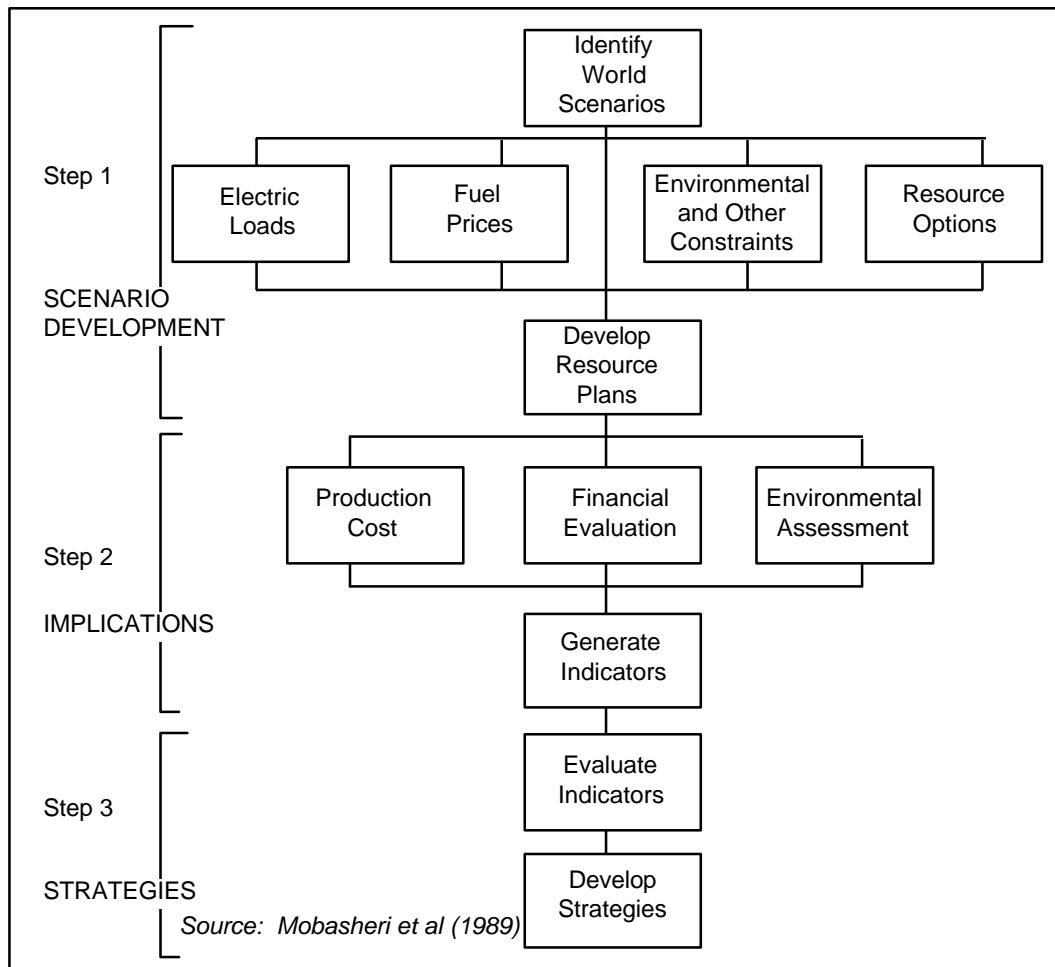 Identify
World
Scenarios
Step 1
Electric
Loads
Fuel
Prices
Environmental
and Other
Constraints
Resource
Options
SCENARIO
DEVELOPMENT
Develop
Resource
Plans
Production
Cost
Financial
Evaluation
Environmental
Assessment
Step 2
IMPLICATIONS
Generate
Indicators
Evaluate
Indicators
Step 3
STRATEGIES
Develop
Strategies
Source: Mobasheri et al (1989)